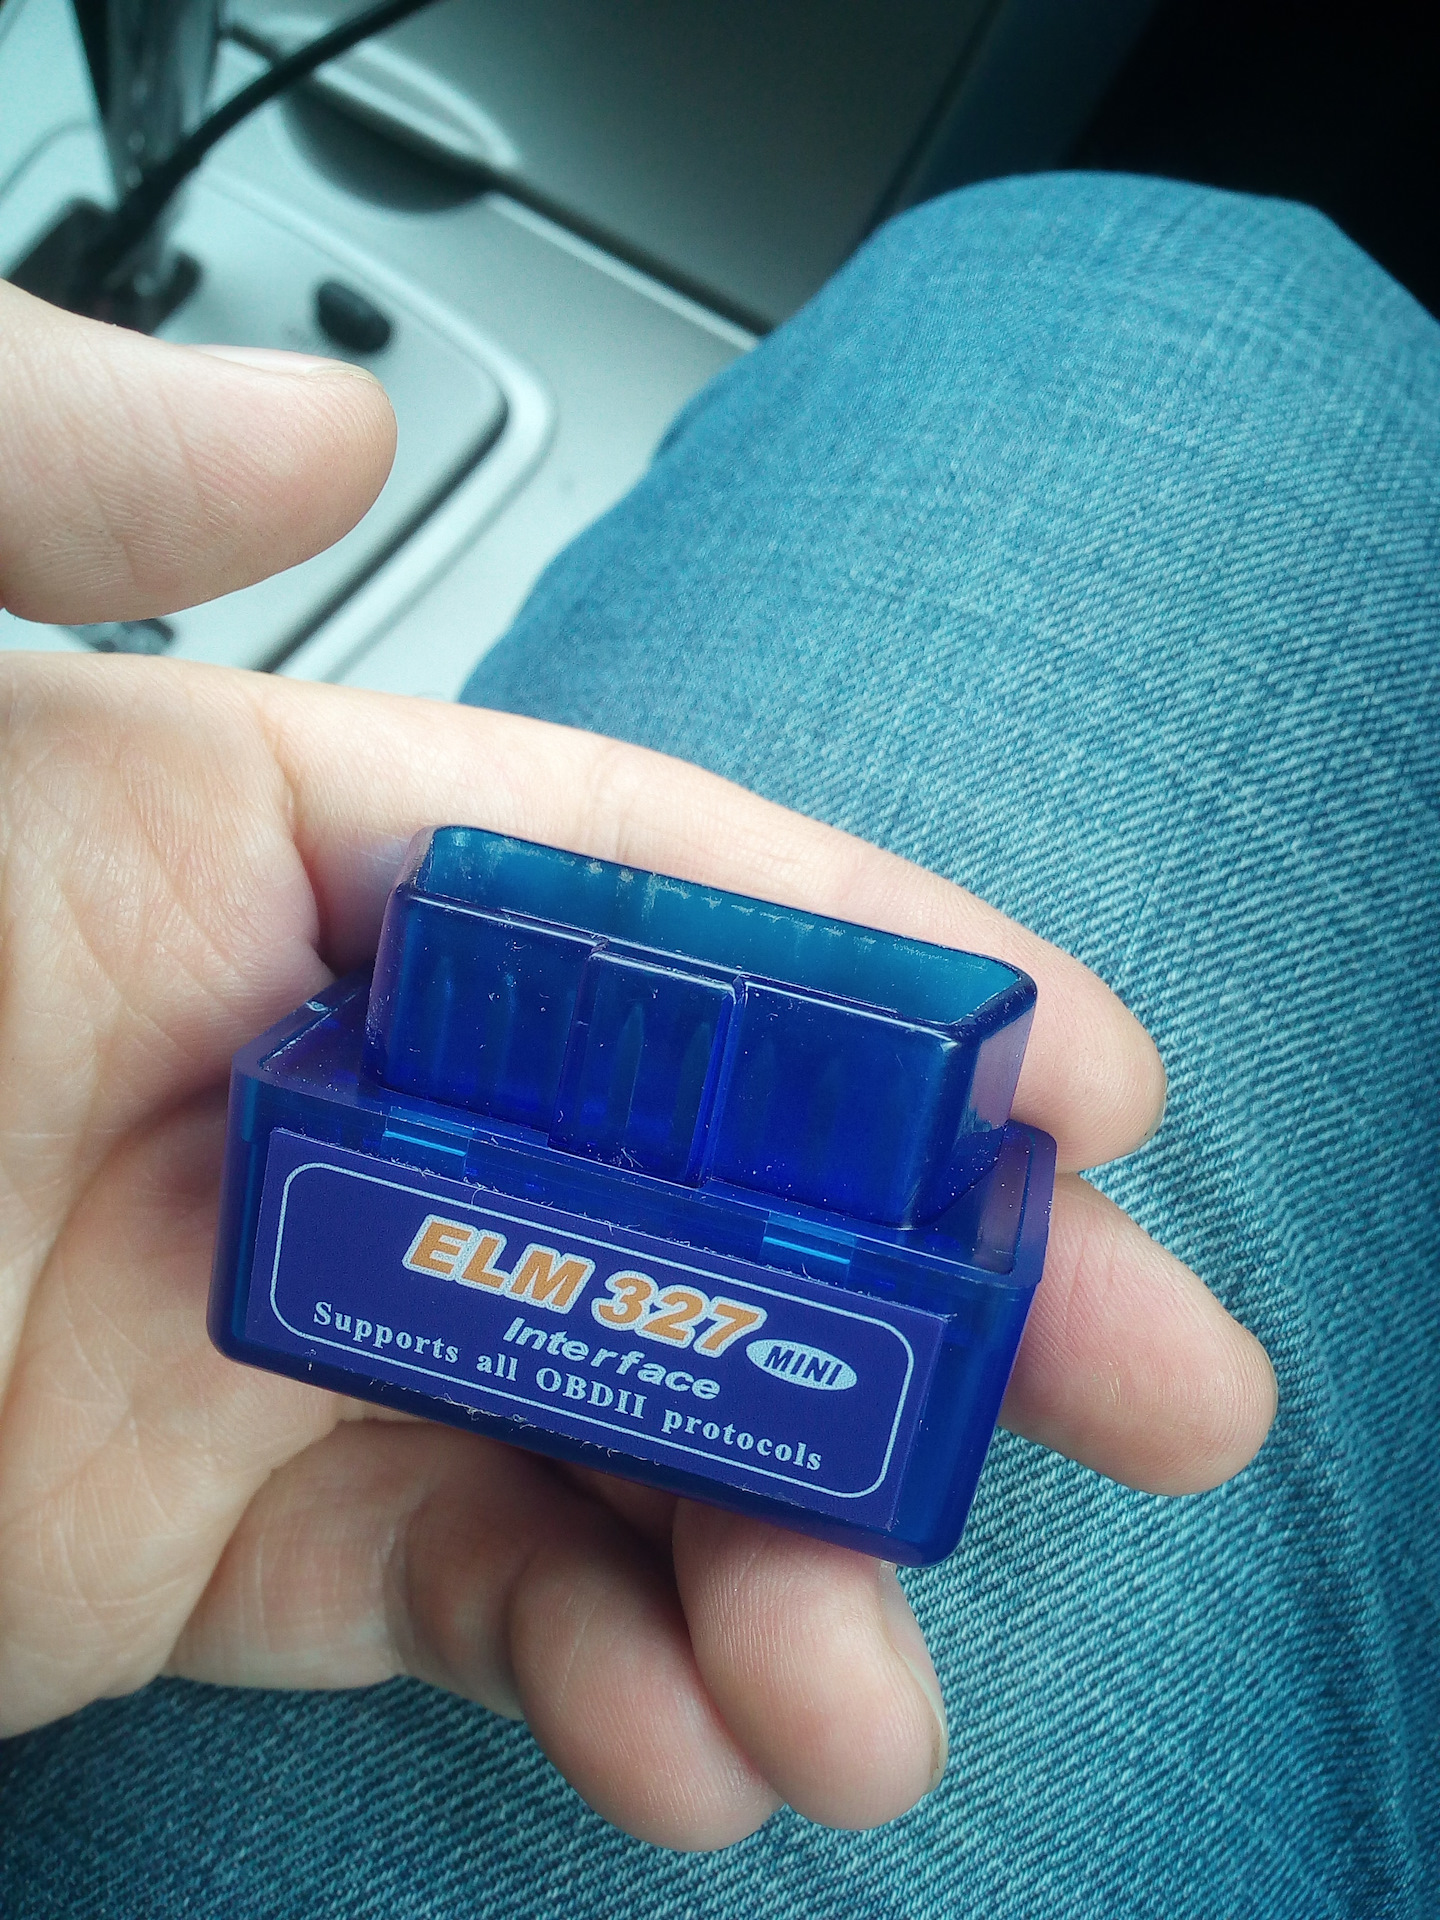 ELM 327
Interface MINI
Supports all OBDII protocols